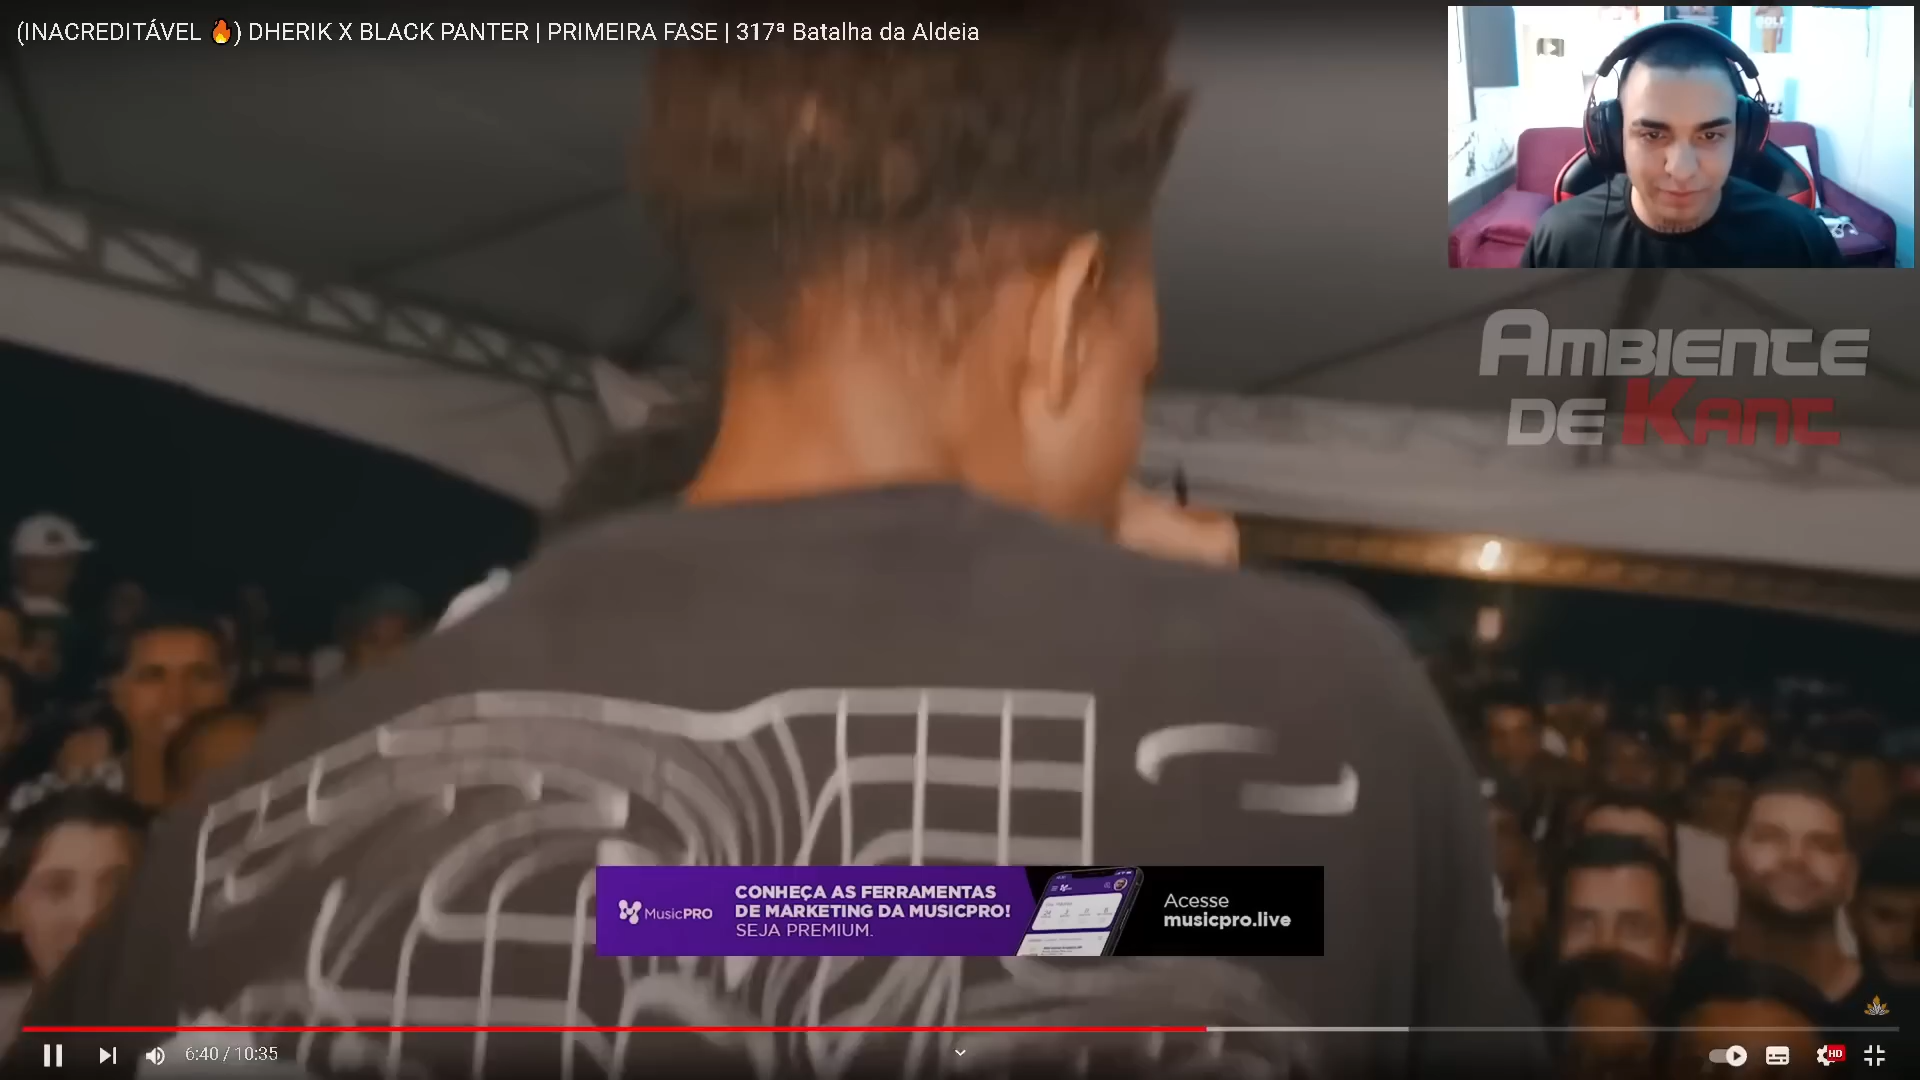 (INACREDITÁVEL 🔥) DHERIK X BLACK PANTER | PRIMEIRA FASE | 317ª Batalha da Aldeia
GOLF
AMBIENTE
DE KANT
MusicPRO
CONHEÇA AS FERRAMENTAS
DE MARKETING DA MUSICPRO!
SEJA PREMIUM.
Acesse
musicpro.live
6:40 / 10:35
HD